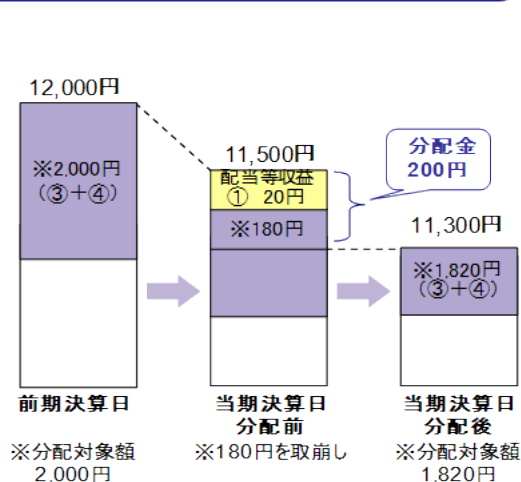 12,000円
※2,000円
（③＋④）
前期決算日
※分配対象額
2,000円
11,500円
配当等収益
① 20円
※180円
当期決算日
分配前
※180円を取崩し
分配金
200円
11,300円
※1,820円
（③＋④）
当期決算日
分配後
※分配対象額
1,820円